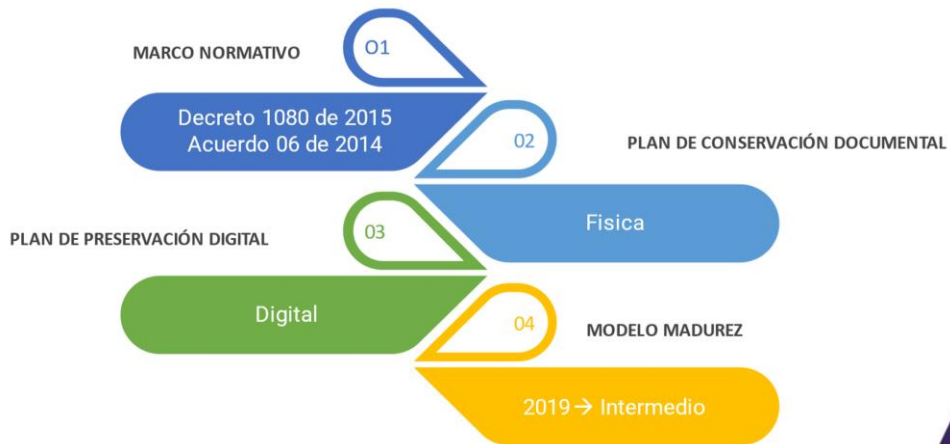 MARCO NORMATIVO
O1
Decreto 1080 de 2015
Acuerdo 06 de 2014
02
PLAN DE CONSERVACIÓN DOCUMENTAL
Fisica
PLAN DE PRESERVACIÓN DIGITAL
03
Digital
04
MODELO MADUREZ
2019 → Intermedio